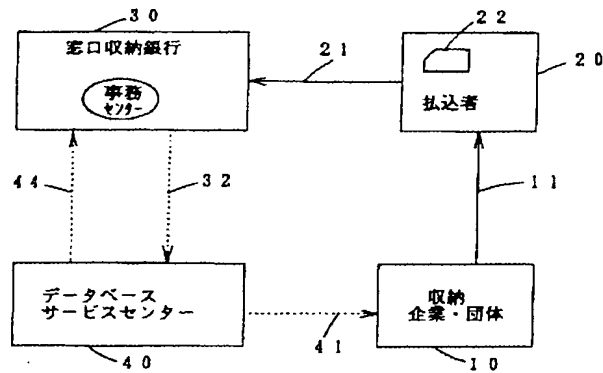 30
窓口収納銀行
事務
センター
21
22
20
払込者
44
32
11
データベース
サービスセンター
40
41
収納
企業・団体
10